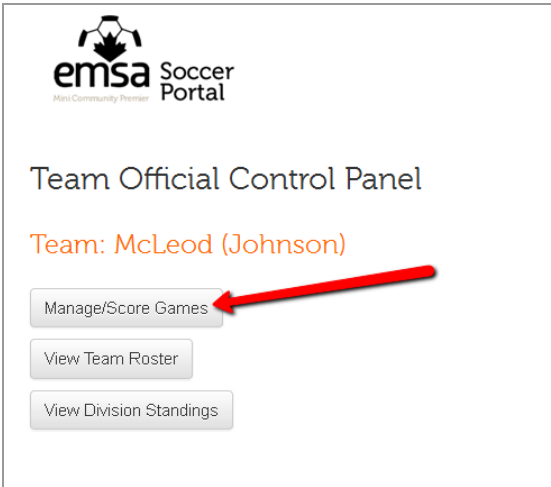 emsa Soccer
Mini Community Premier Portal
Team Official Control Panel
Team: McLeod (Johnson)
Manage/Score Games
View Team Roster
View Division Standings